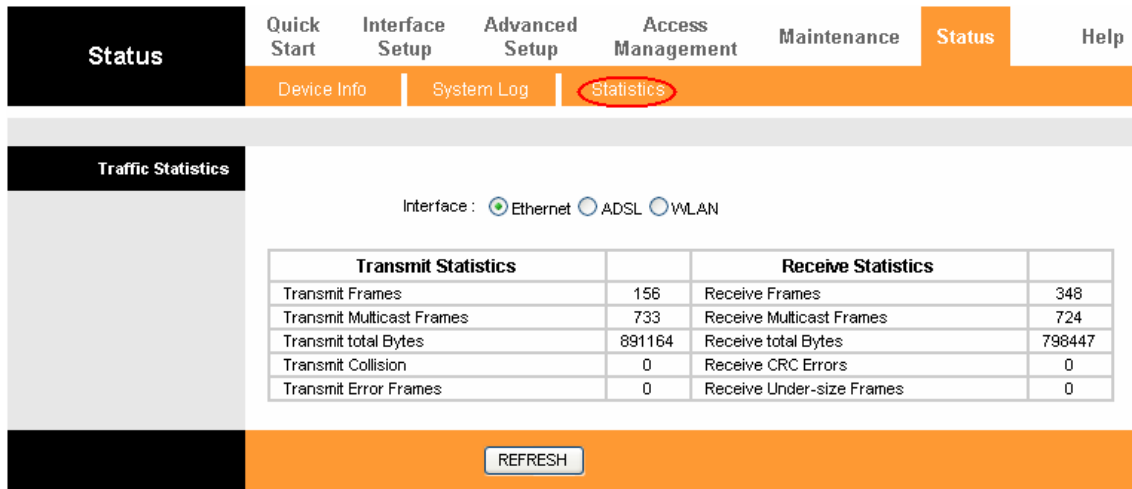 Status
Quick Start Interface Setup Advanced Setup Access Management Maintenance Status Help
Device Info System Log Statistics
Traffic Statistics
Interface : Ethernet ADSL WLAN
Transmit Statistics Receive Statistics
Transmit Frames 156 Receive Frames 348
Transmit Multicast Frames 733 Receive Multicast Frames 724
Transmit total Bytes 891164 Receive total Bytes 798447
Transmit Collision 0 Receive CRC Errors 0
Transmit Error Frames 0 Receive Under-size Frames 0
REFRESH